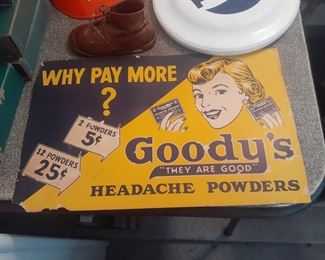 WHY PAY MORE
?
2 POWDERS
5¢
12 POWDERS
25¢
Goody's
"THEY ARE GOOD"
HEADACHE POWDERS